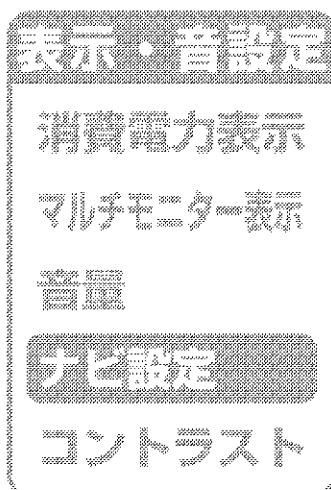 表示・音設定
消費電力表示
マルチモニター表示
音量
ナビ設定
コントラスト